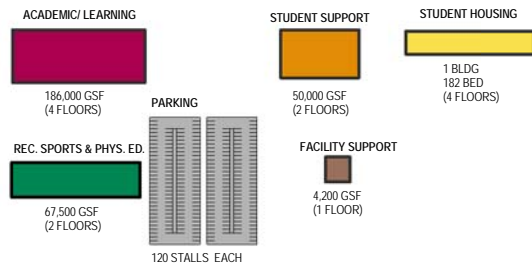 ACADEMIC/ LEARNING
186,000 GSF
(4 FLOORS)
STUDENT SUPPORT
50,000 GSF
(2 FLOORS)
STUDENT HOUSING
1 BLDG
182 BED
(4 FLOORS)
PARKING
120 STALLS EACH
REC. SPORTS & PHYS. ED.
67,500 GSF
(2 FLOORS)
FACILITY SUPPORT
4,200 GSF
(1 FLOOR)